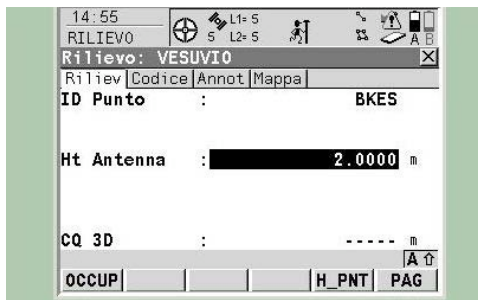 14:55
RILIEVO
5
L1= 5
L2= 5
A B
Rilievo: VESUVIO
Riliev Codice Annot Mappa
ID Punto : BKES
Ht Antenna : 2.0000 m
CQ 3D : ----- m
A
OCCUP H_PNT PAG